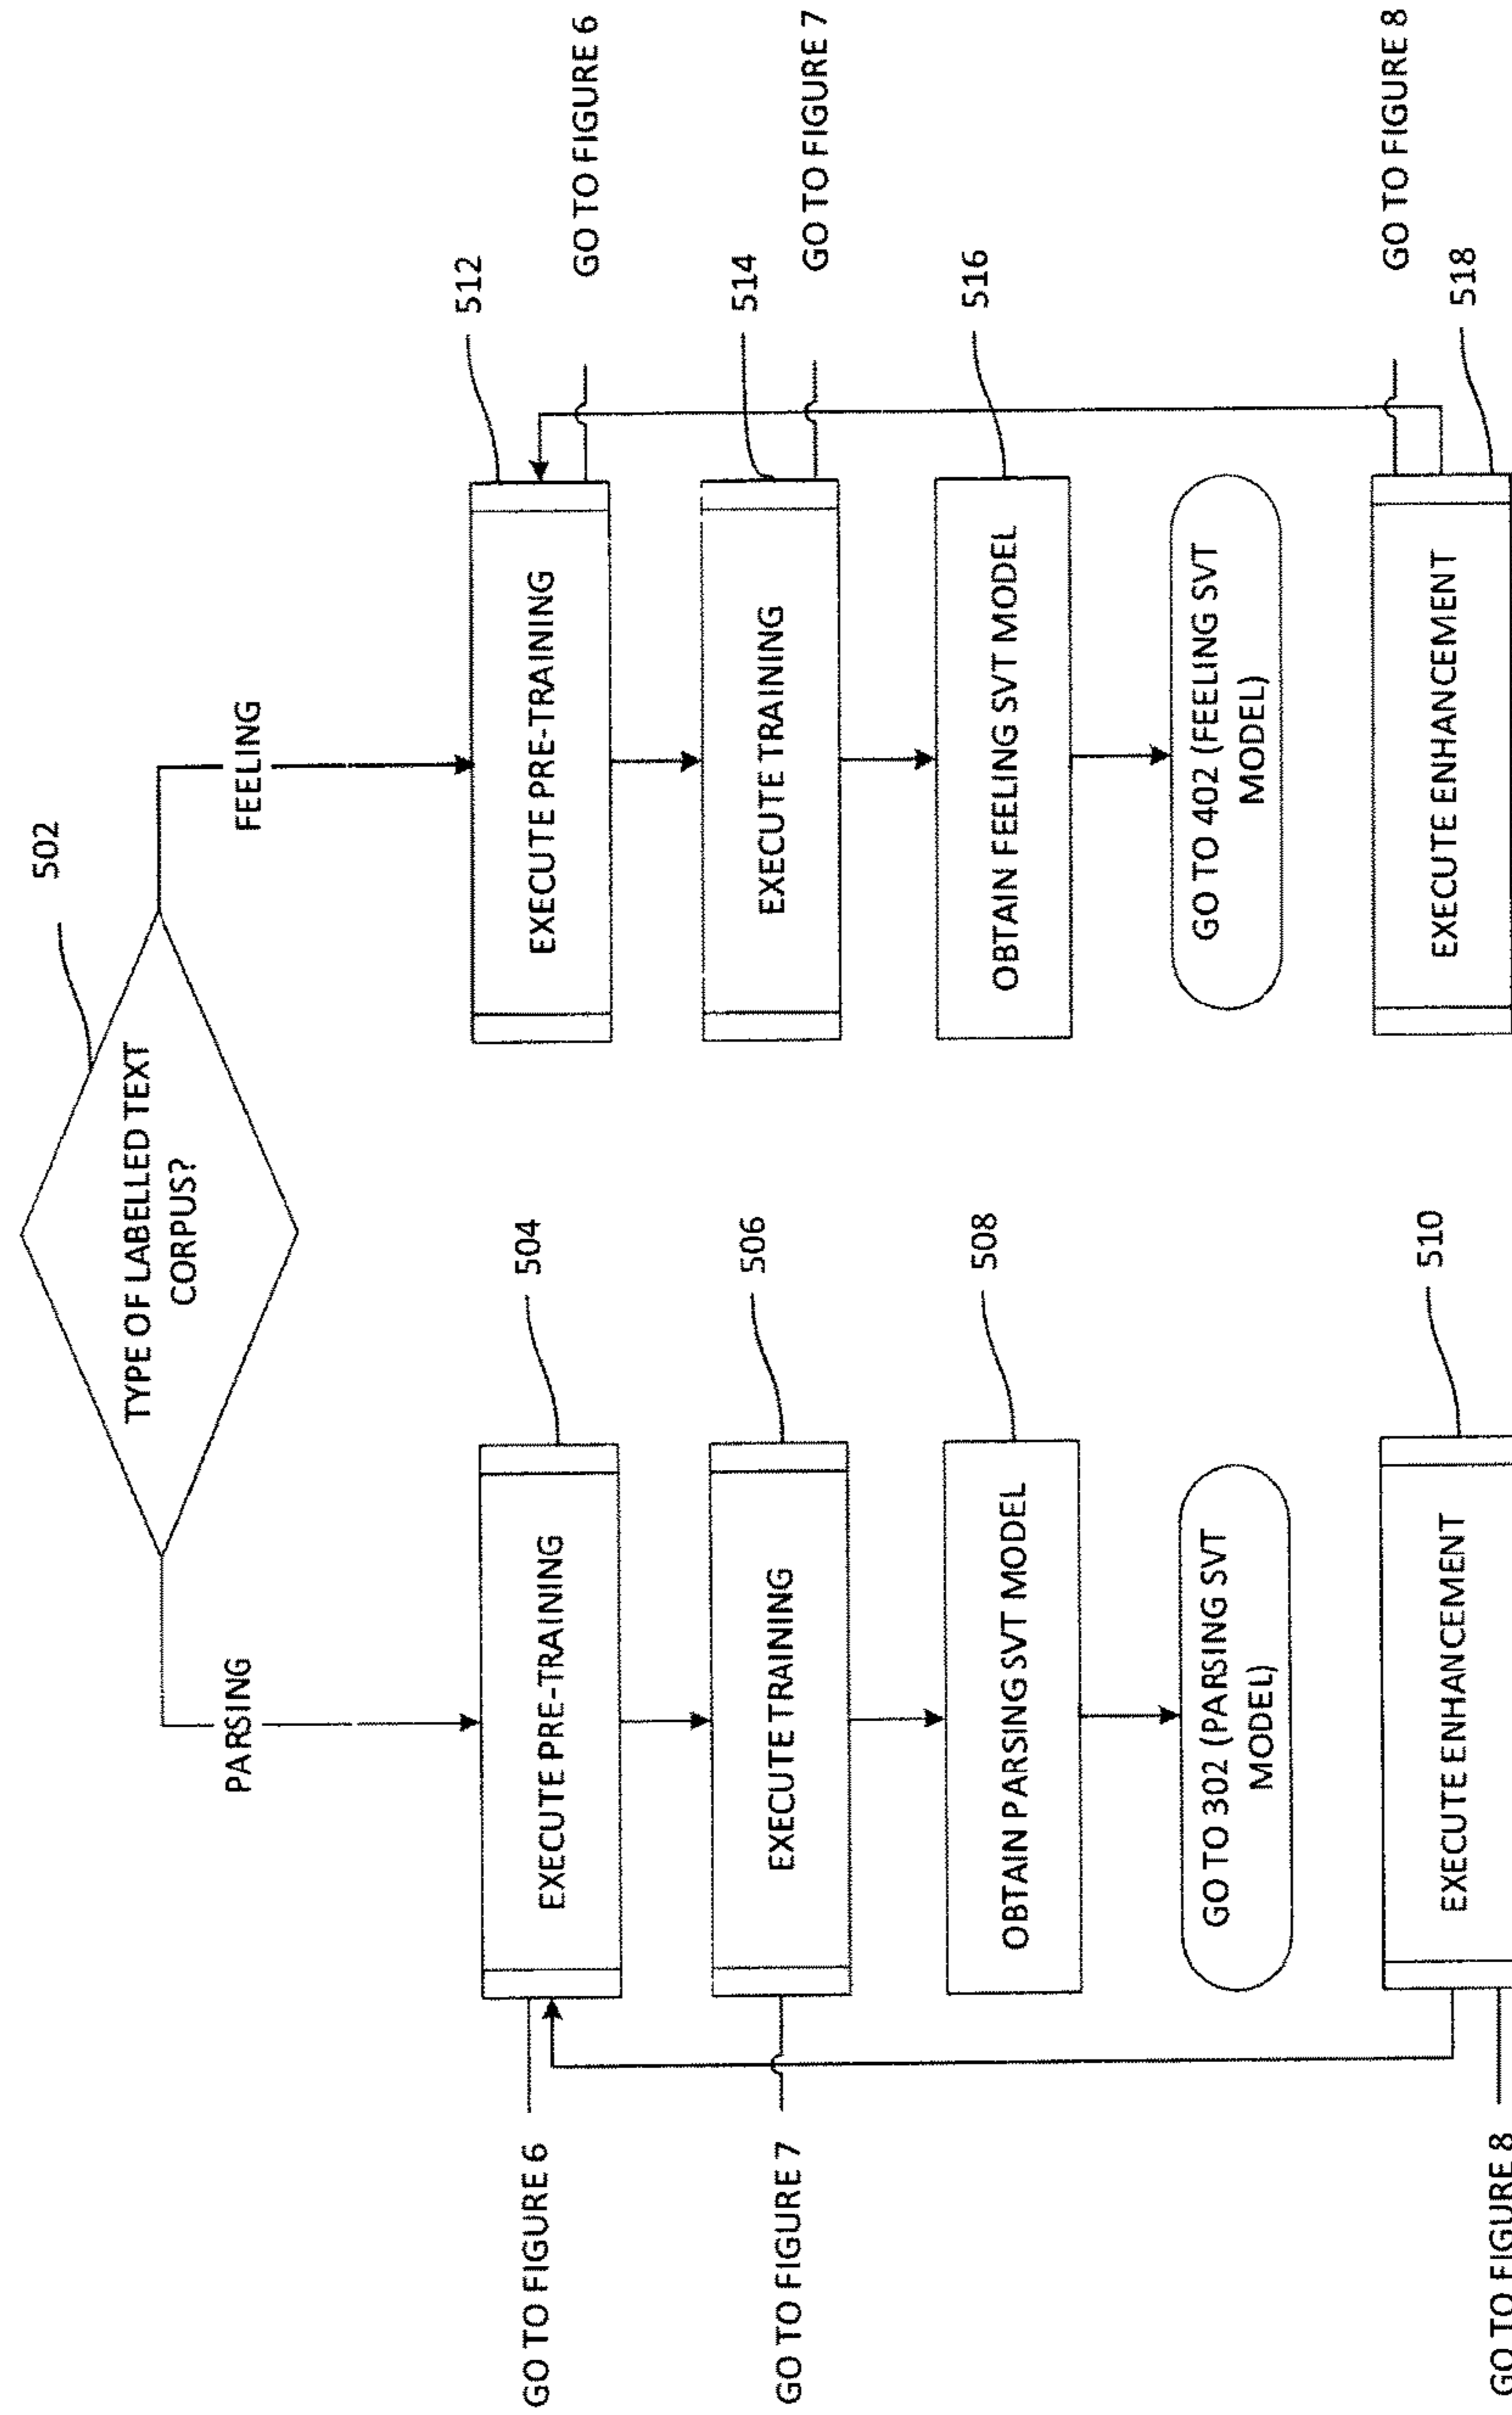 502
TYPE OF LABELLED TEXT
CORPUS?
PARSING
FEELING
GO TO FIGURE 6
504
EXECUTE PRE-TRAINING
512
EXECUTE PRE-TRAINING
GO TO FIGURE 6
GO TO FIGURE 7
506
EXECUTE TRAINING
514
EXECUTE TRAINING
GO TO FIGURE 7
508
OBTAIN PARSING SVT MODEL
516
OBTAIN FEELING SVT MODEL
GO TO 302 (PARSING SVT
MODEL)
GO TO 402 (FEELING SVT
MODEL)
510
EXECUTE ENHANCEMENT
GO TO FIGURE 8
GO TO FIGURE 8
518
EXECUTE ENHANCEMENT